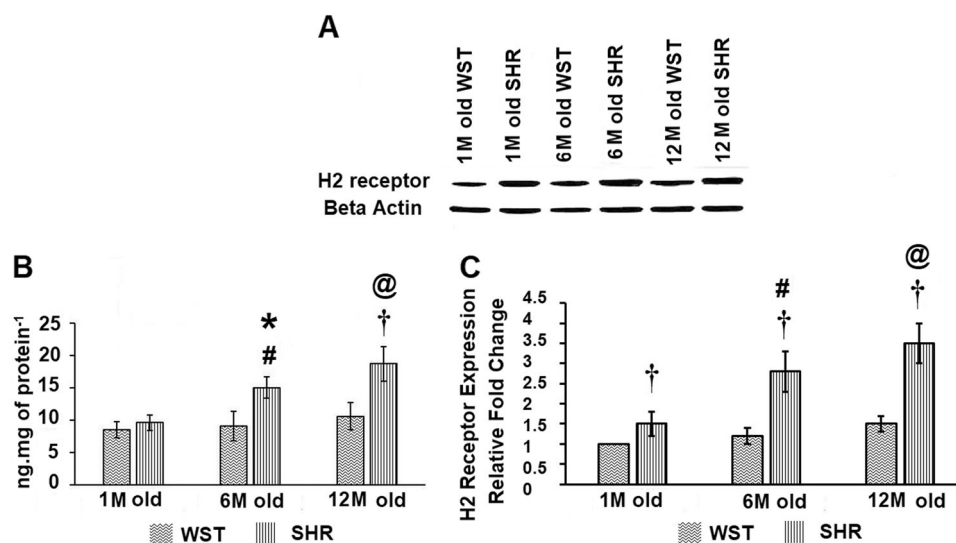 A
1M old WST
1M old SHR
6M old WST
6M old SHR
12M old WST
12M old SHR
H2 receptor
Beta Actin
B
ng.mg of protein-1
25
20
15
10
5
0
*
#
@
†
1M old
6M old
12M old
WST
SHR
C
H2 Receptor Expression
Relative Fold Change
4.5
4
3.5
3
2.5
2
1.5
1
0.5
0
†
#
†
@
†
1M old
6M old
12M old
WST
SHR